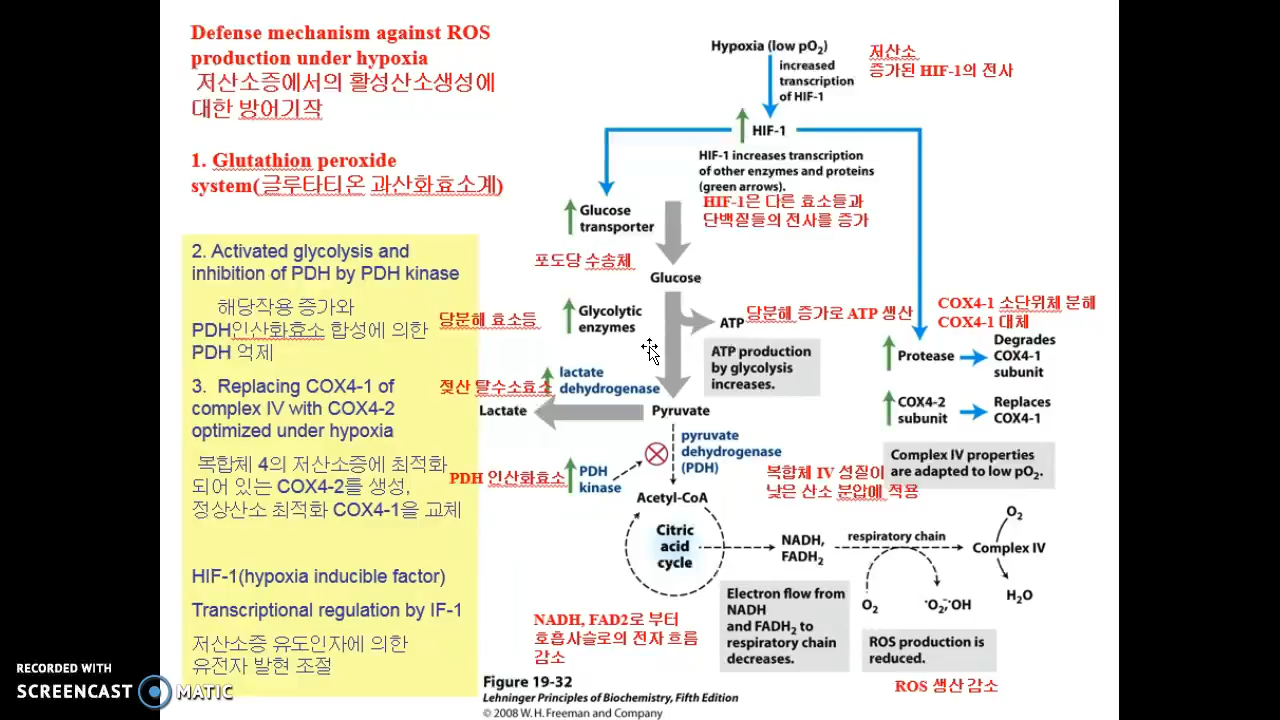 Defense mechanism against ROS
production under hypoxia
저산소증에서의 활성산소생성에
대한 방어기작
1. Glutathion peroxide
system(글루타티온 과산화효소계)
2. Activated glycolysis and
inhibition of PDH by PDH kinase
해당작용 증가와
PDH인산화효소 합성에 의한
PDH 억제
3. Replacing COX4-1 of
complex IV with COX4-2
optimized under hypoxia
복합체 4의 저산소증에 최적화
되어 있는 COX4-2를 생성,
정상산소 최적화 COX4-1을 교체
HIF-1(hypoxia inducible factor)
Transcriptional regulation by IF-1
저산소증 유도인자에 의한
유전자 발현 조절
Hypoxia (low pO2)
저산소
증가된 HIF-1의 전사
increased
transcription
of HIF-1
HIF-1
HIF-1 increases transcription
of other enzymes and proteins
(green arrows).
HIF-1은 다른 효소들과
단백질들의 전사를 증가
Glucose
transporter
포도당 수송체
Glucose
당분해 효소등
Glycolytic
enzymes
ATP
당분해 증가로 ATP 생산
ATP production
by glycolysis
increases.
COX4-1 소단위체 분해
COX4-1 대체
Protease
Degrades
COX4-1
subunit
COX4-2
subunit
Replaces
COX4-1
Complex IV properties
are adapted to low pO2.
복합체 IV 성질이
낮은 산소 분압에 적용
젖산 탈수소효소
lactate
dehydrogenase
Lactate
Pyruvate
pyruvate
dehydrogenase
(PDH)
PDH 인산화효소
PDH
kinase
Acetyl-CoA
Citric
acid
cycle
NADH,
FADH2
respiratory chain
O2
Complex IV
H2O
O2
·O2−,·OH
Electron flow from
NADH
and FADH2 to
respiratory chain
decreases.
ROS production is
reduced.
ROS 생산 감소
NADH, FAD2로 부터
호흡사슬로의 전자 흐름
감소
Figure 19-32
Lehninger Principles of Biochemistry, Fifth Edition
© 2008 W. H. Freeman and Company
RECORDED WITH
SCREENCAST MATIC